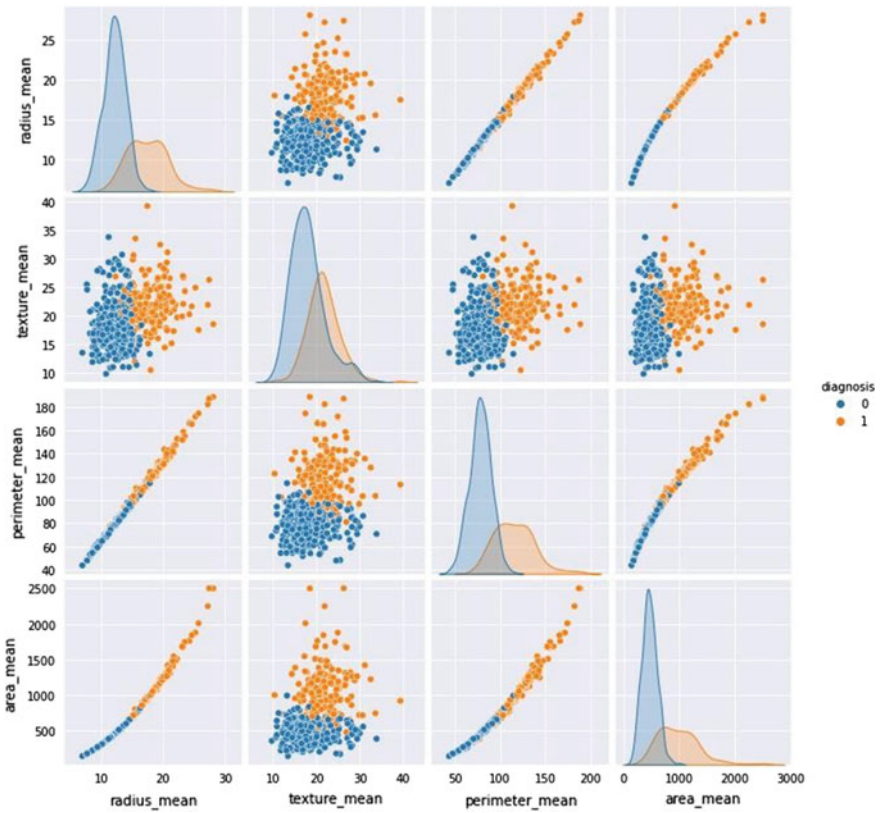 radius_mean
25
20
15
10
texture_mean
40
35
30
25
20
15
10
diagnosis
0
1
perimeter_mean
180
160
140
120
100
80
60
40
area_mean
2500
2000
1500
1000
500
10 20 30
10 20 30 40
50 100 150 200
0 1000 2000 3000
radius_mean texture_mean perimeter_mean area_mean